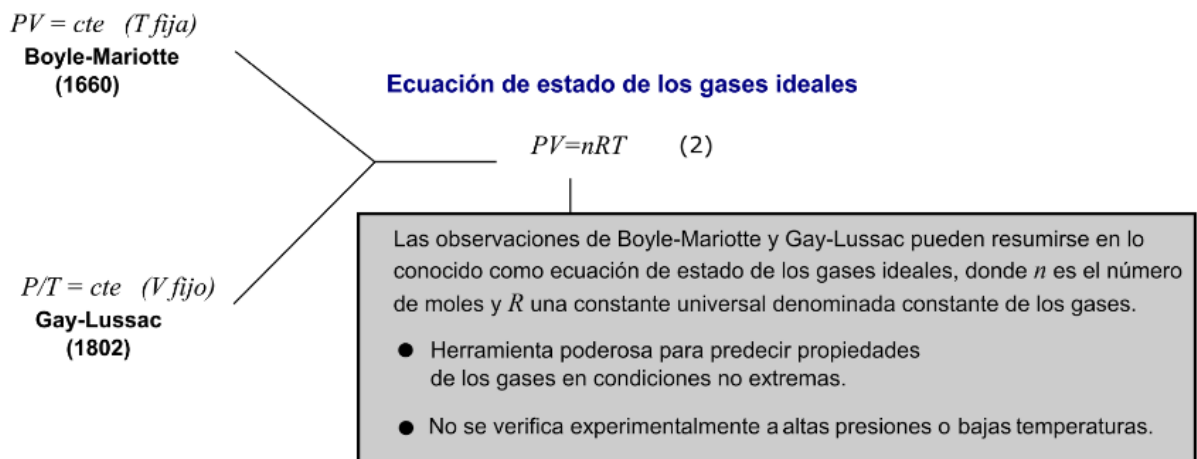 PV = cte (T fija)
Boyle-Mariotte
(1660)
Ecuación de estado de los gases ideales
PV=nRT (2)
P/T = cte (V fijo)
Gay-Lussac
(1802)
Las observaciones de Boyle-Mariotte y Gay-Lussac pueden resumirse en lo
conocido como ecuación de estado de los gases ideales, donde n es el número
de moles y R una constante universal denominada constante de los gases.
● Herramienta poderosa para predecir propiedades
de los gases en condiciones no extremas.
● No se verifica experimentalmente a altas presiones o bajas temperaturas.